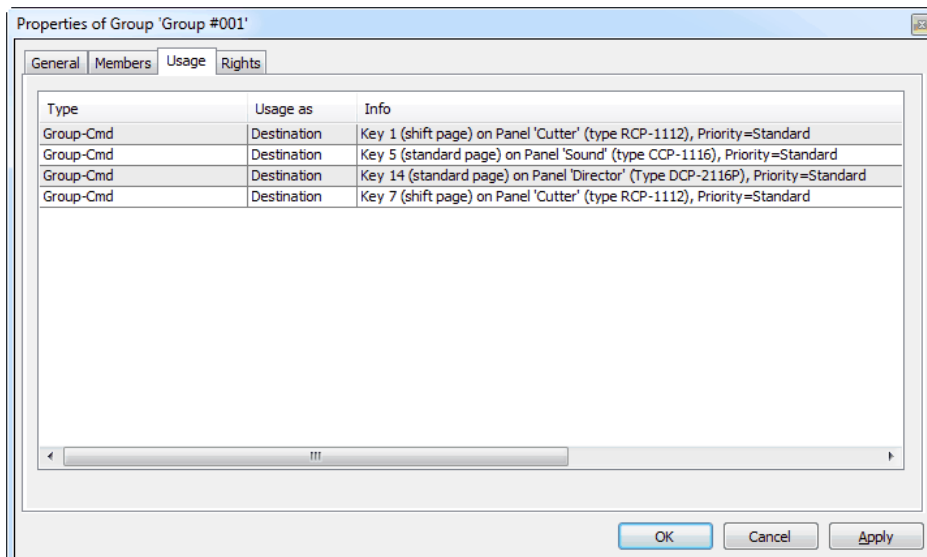 Properties of Group 'Group #001'
General Members Usage Rights
Type Usage as Info
Group-Cmd Destination Key 1 (shift page) on Panel 'Cutter' (type RCP-1112), Priority=Standard
Group-Cmd Destination Key 5 (standard page) on Panel 'Sound' (type CCP-1116), Priority=Standard
Group-Cmd Destination Key 14 (standard page) on Panel 'Director' (Type DCP-2116P), Priority=Standard
Group-Cmd Destination Key 7 (shift page) on Panel 'Cutter' (type RCP-1112), Priority=Standard
OK Cancel Apply